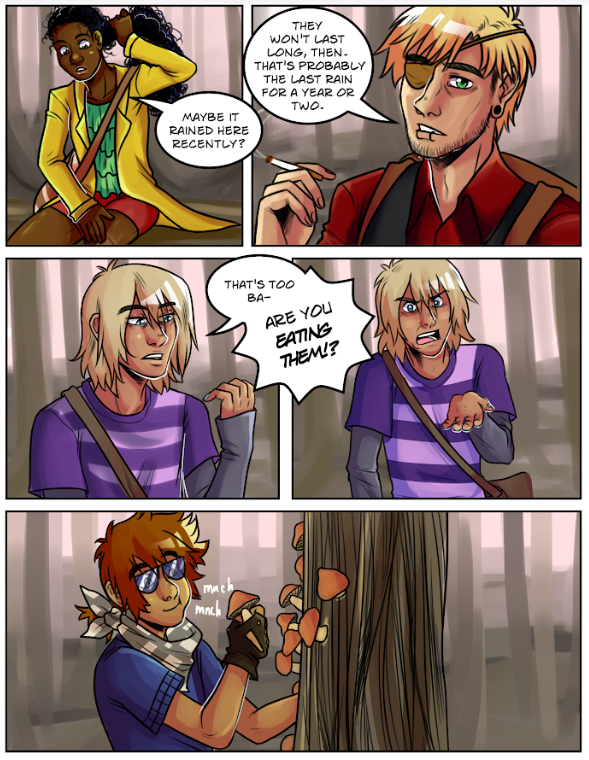 MAYBE IT
RAINED HERE
RECENTLY?
THEY
WON'T LAST
LONG, THEN.
THAT'S PROBABLY
THE LAST RAIN
FOR A YEAR OR
TWO.
THAT'S TOO
BA-
ARE YOU
EATING
THEM!?
mnch
mnch